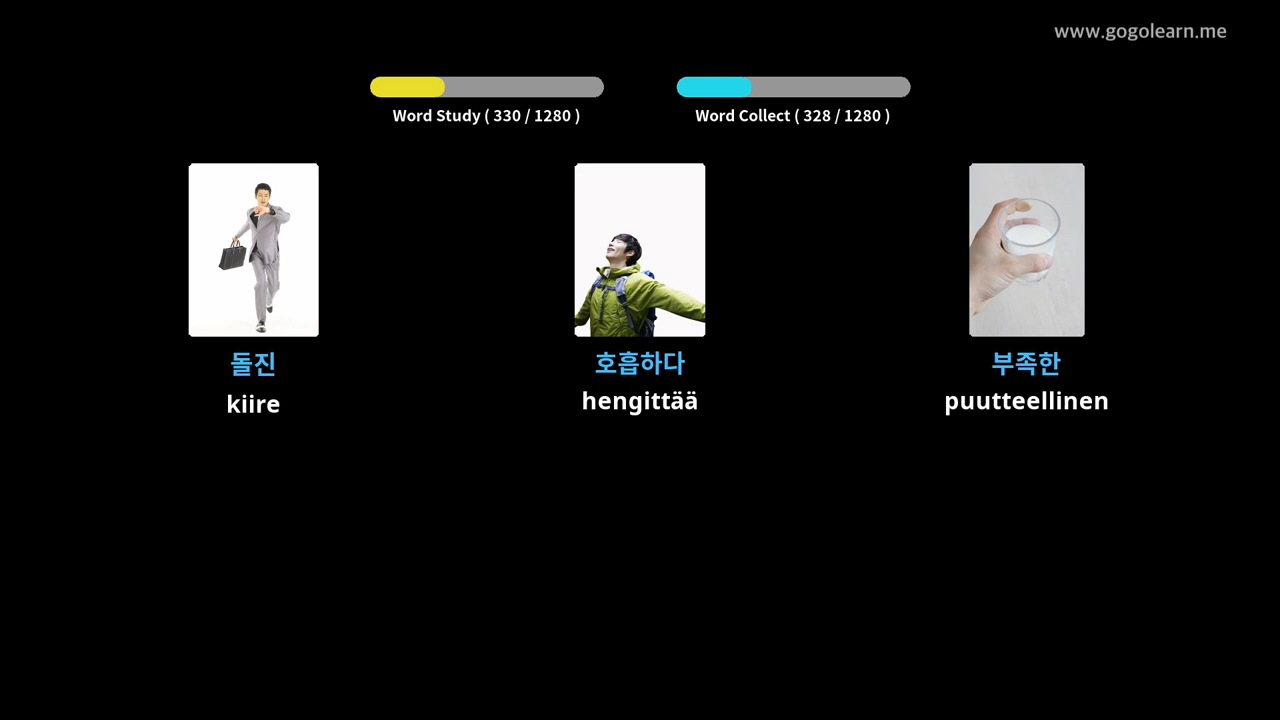 www.gogolearn.me
Word Study ( 330 / 1280 )
Word Collect ( 328 / 1280 )
돌진
kiire
호흡하다
hengittää
부족한
puutteellinen